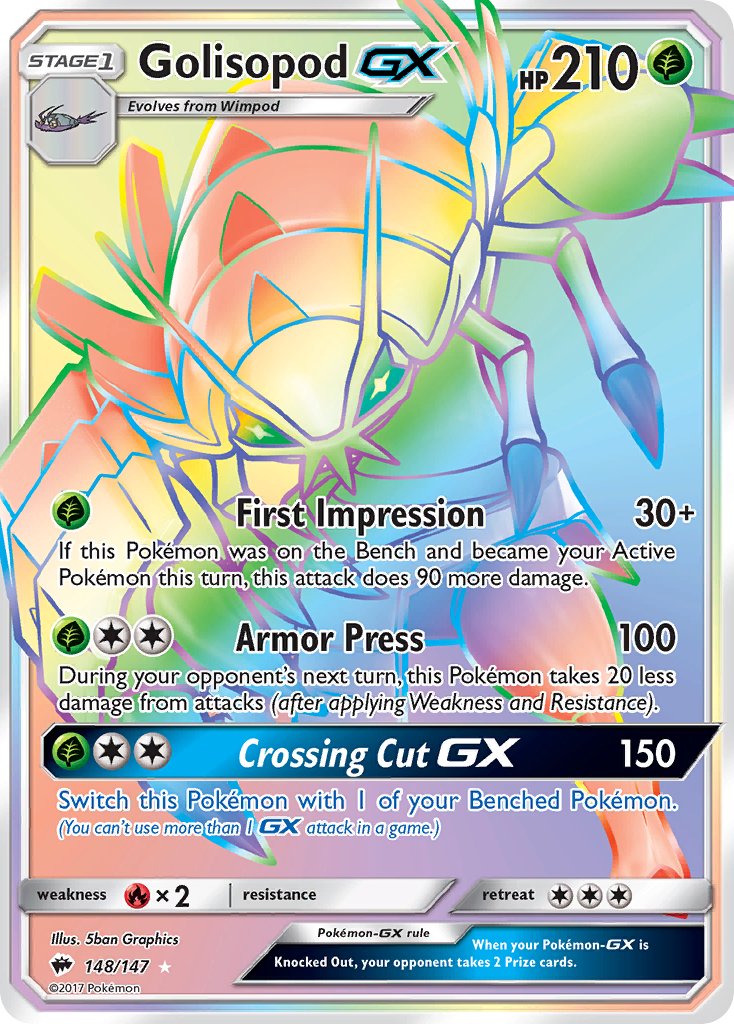 STAGE 1 Golisopod GX HP 210
Evolves from Wimpod
First Impression 30+
If this Pokémon was on the Bench and became your Active
Pokémon this turn, this attack does 90 more damage.
Armor Press 100
During your opponent's next turn, this Pokémon takes 20 less
damage from attacks (after applying Weakness and Resistance).
Crossing Cut GX 150
Switch this Pokémon with 1 of your Benched Pokémon.
(You can't use more than 1 GX attack in a game.)
weakness × 2 resistance retreat
Illus. 5ban Graphics
148/147
©2017 Pokémon
Pokémon-GX rule
When your Pokémon-GX is
Knocked Out, your opponent takes 2 Prize cards.